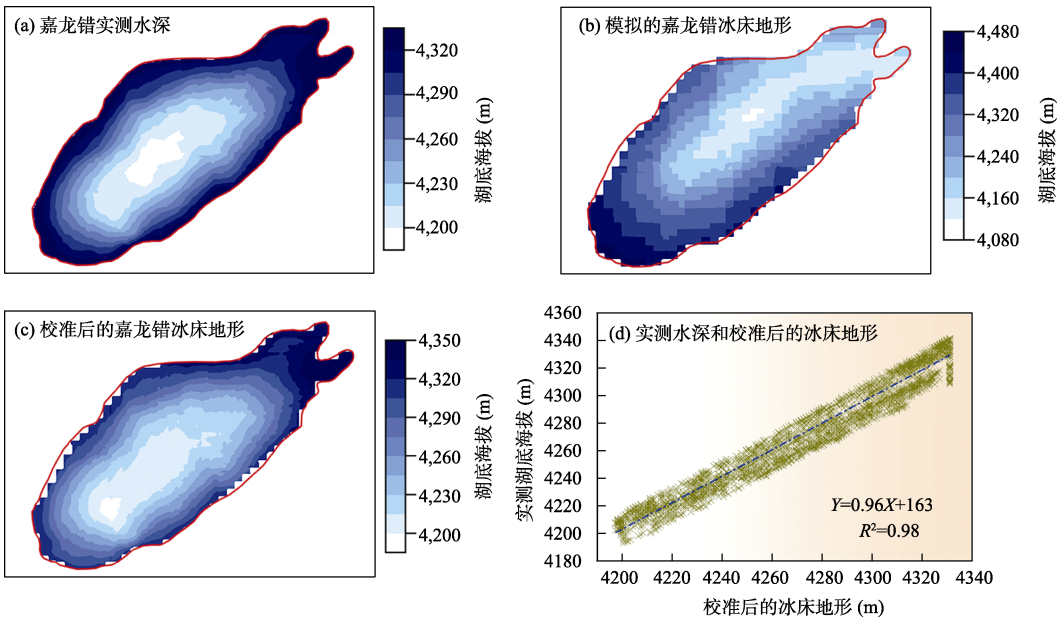 (a) 嘉龙错实测水深
4,320
4,290
4,260
4,230
4,200
湖底海拔 (m)
(b) 模拟的嘉龙错冰床地形
4,480
4,400
4,320
4,240
4,160
4,080
湖底海拔 (m)
(c) 校准后的嘉龙错冰床地形
4,350
4,320
4,290
4,260
4,230
4,200
湖底海拔 (m)
(d) 实测水深和校准后的冰床地形
4360
4340
4320
4300
4280
4260
4240
4220
4200
4180
实测湖底海拔 (m)
Y=0.96X+163
R²=0.98
4200 4220 4240 4260 4280 4300 4320 4340
校准后的冰床地形 (m)